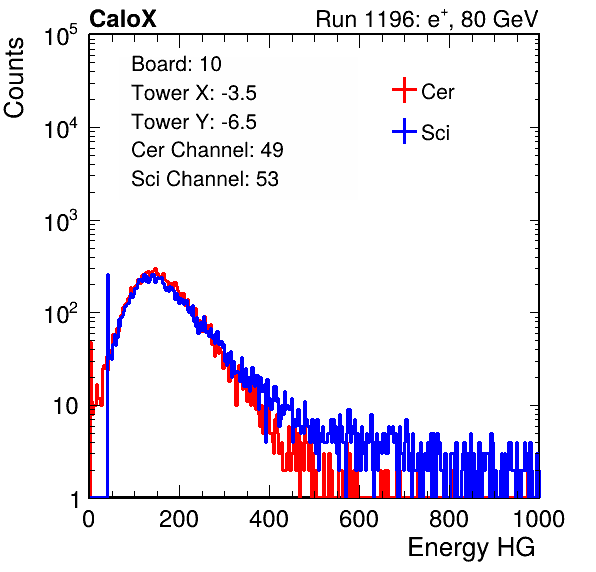 CaloX Run 1196: e⁺, 80 GeV
Counts
Board: 10
Tower X: -3.5
Tower Y: -6.5
Cer Channel: 49
Sci Channel: 53
Cer
Sci
10⁵
10⁴
10³
10²
10
1
0 200 400 600 800 1000
Energy HG